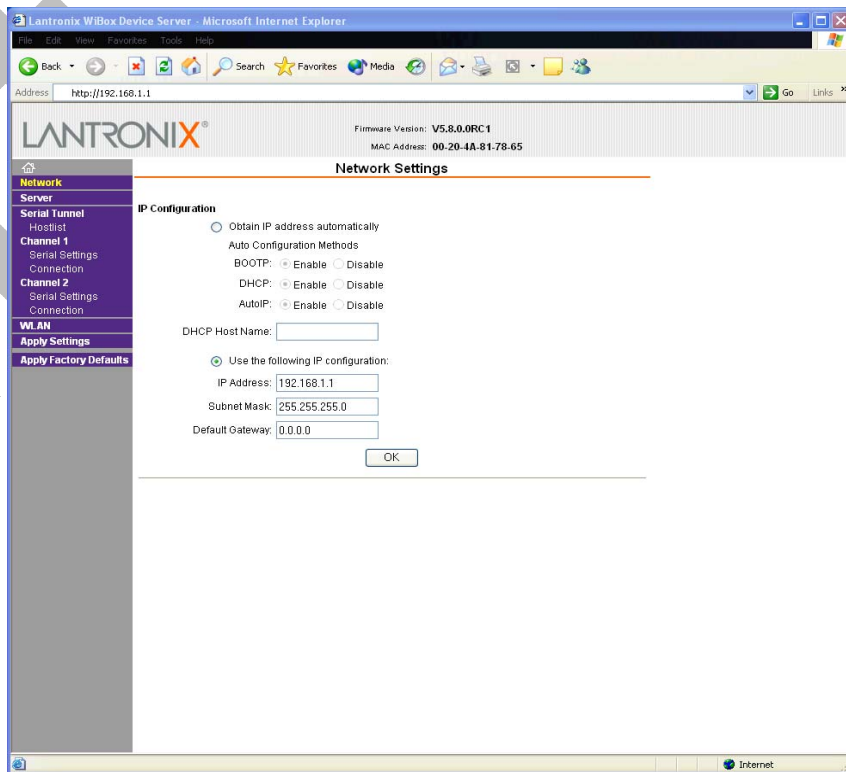 Lantronix WiBox Device Server - Microsoft Internet Explorer
File Edit View Favorites Tools Help
Back Search Favorites Media
Address http://192.168.1.1 Go Links »
LANTRONIX®
Firmware Version: V5.8.0.0RC1
MAC Address: 00-20-4A-81-78-65
Network
Server
Serial Tunnel
Hostlist
Channel 1
Serial Settings
Connection
Channel 2
Serial Settings
Connection
WLAN
Apply Settings
Apply Factory Defaults
Network Settings
IP Configuration
Obtain IP address automatically
Auto Configuration Methods
BOOTP: Enable Disable
DHCP: Enable Disable
AutoIP: Enable Disable
DHCP Host Name:
Use the following IP configuration:
IP Address: 192.168.1.1
Subnet Mask: 255.255.255.0
Default Gateway: 0.0.0.0
OK
Internet